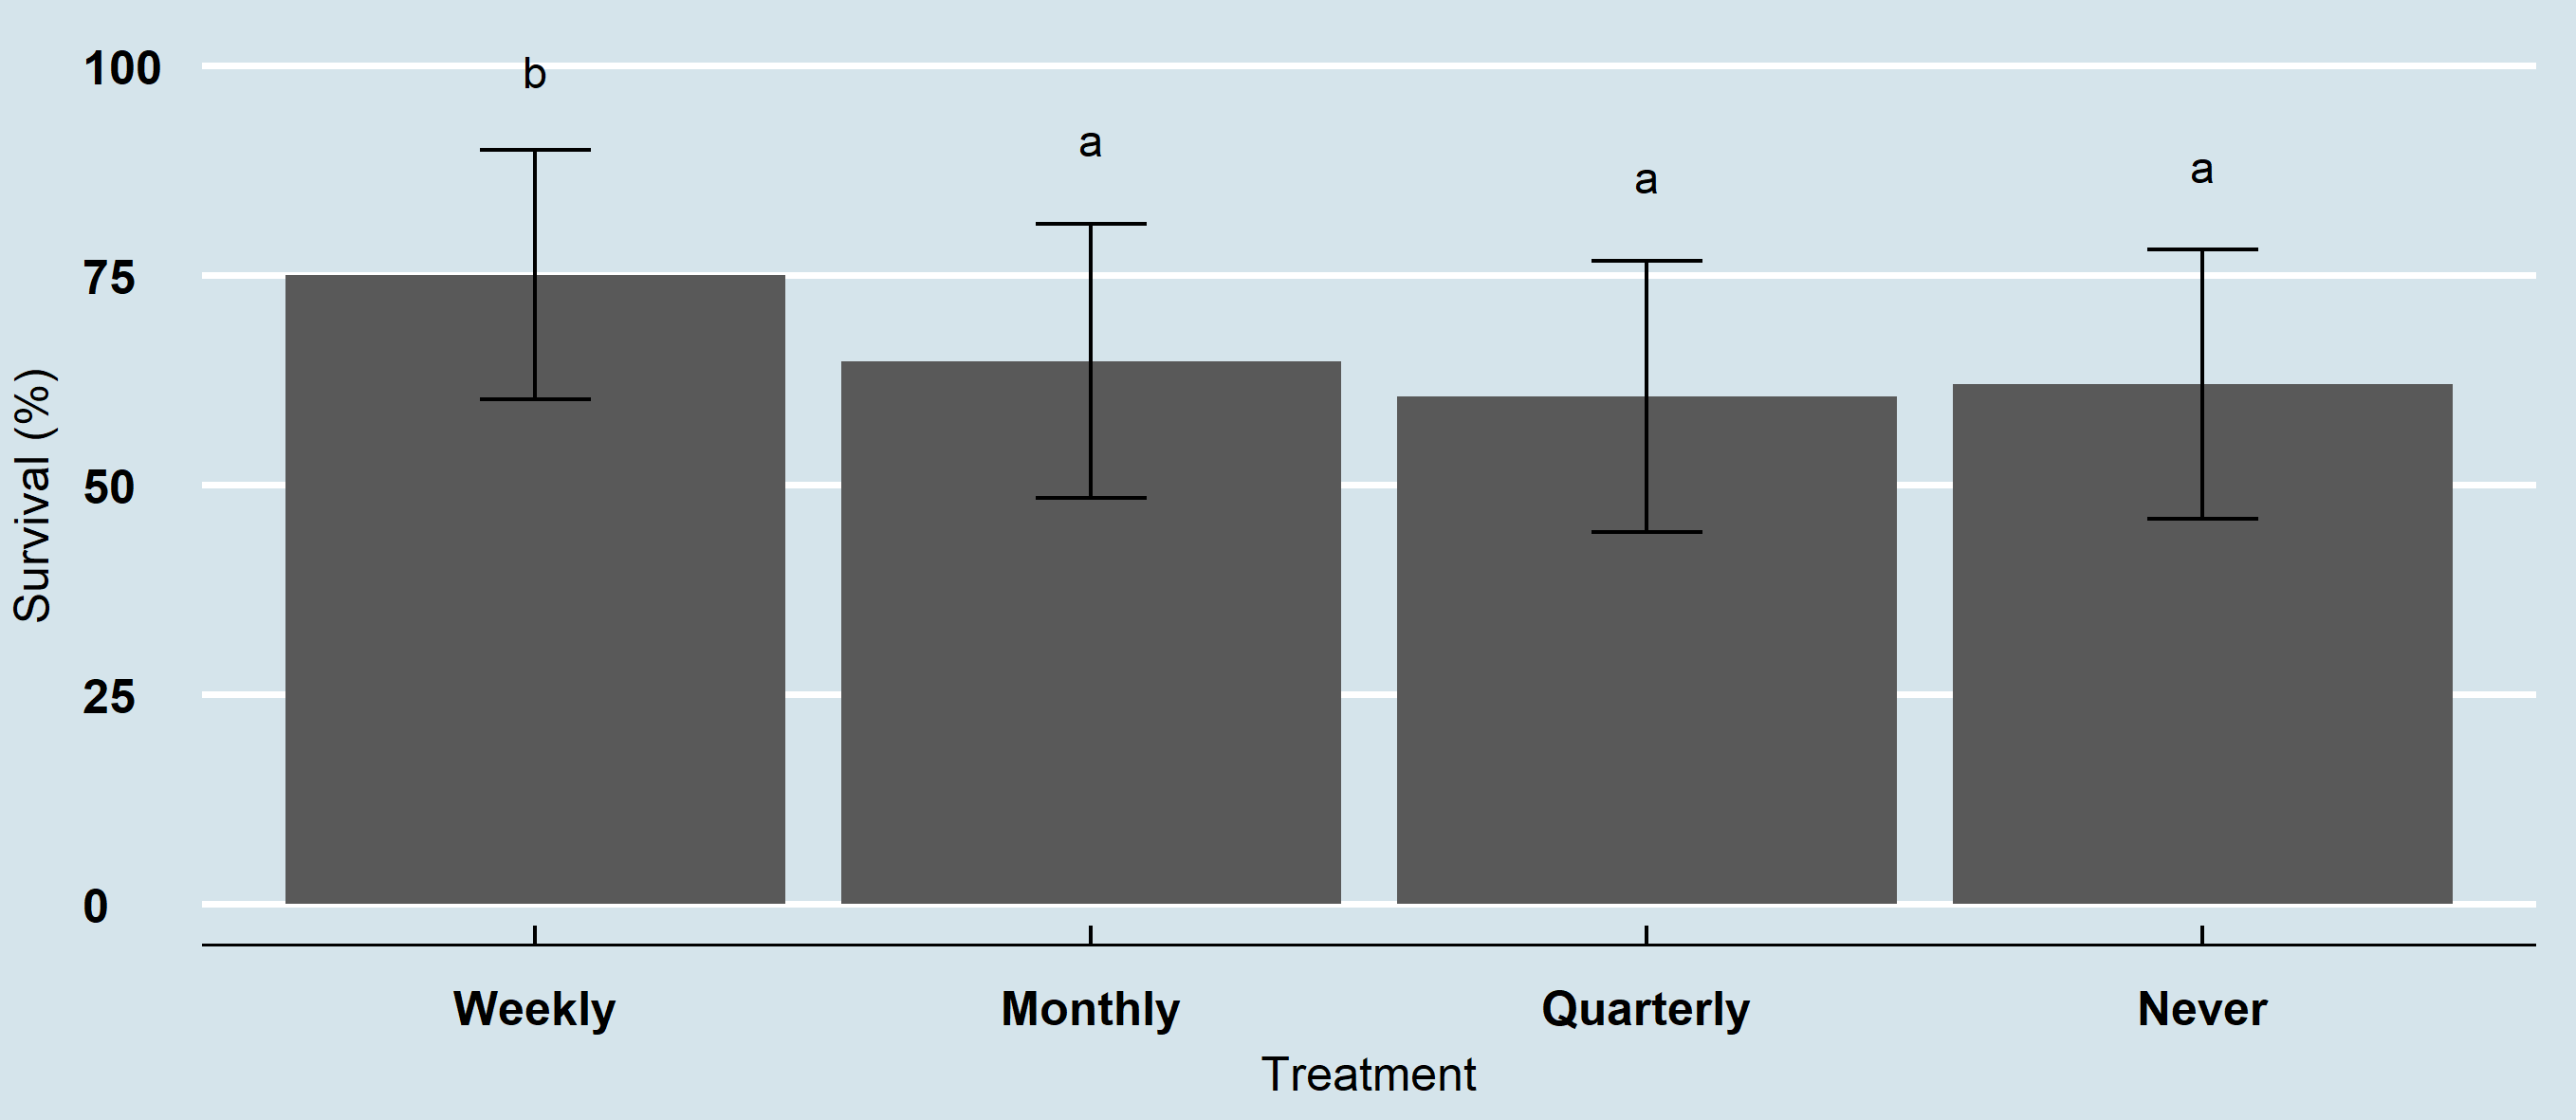 100
75
50
25
0
Survival (%)
b
a
a
a
Weekly
Monthly
Quarterly
Never
Treatment